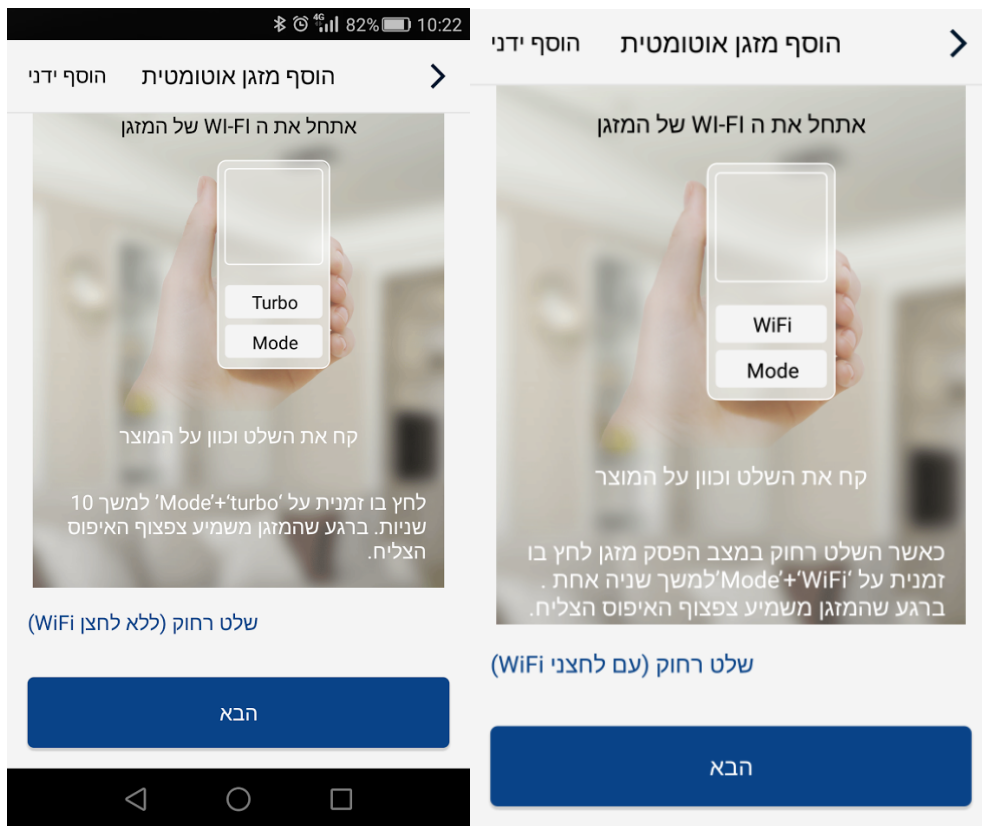 10:22 82% 4G
הוסף מזגן אוטומטית
הוסף ידני
אתחל את ה WI-FI של המזגן
Turbo
Mode
קח את השלט וכוון על המוצר
לחץ בו זמנית על ‘Mode’+‘turbo’ למשך 10
שניות. ברגע שהמזגן משמיע צפצוף האיפוס
הצליח.
שלט רחוק (ללא לחצן WiFi)
הבא
הוסף מזגן אוטומטית
הוסף ידני
אתחל את ה WI-FI של המזגן
WiFi
Mode
קח את השלט וכוון על המוצר
כאשר השלט רחוק במצב הפסק מזגן לחץ בו
זמנית על ‘Mode’+‘WiFi’למשך שניה אחת .
ברגע שהמזגן משמיע צפצוף האיפוס הצליח.
שלט רחוק (עם לחצני WiFi)
הבא